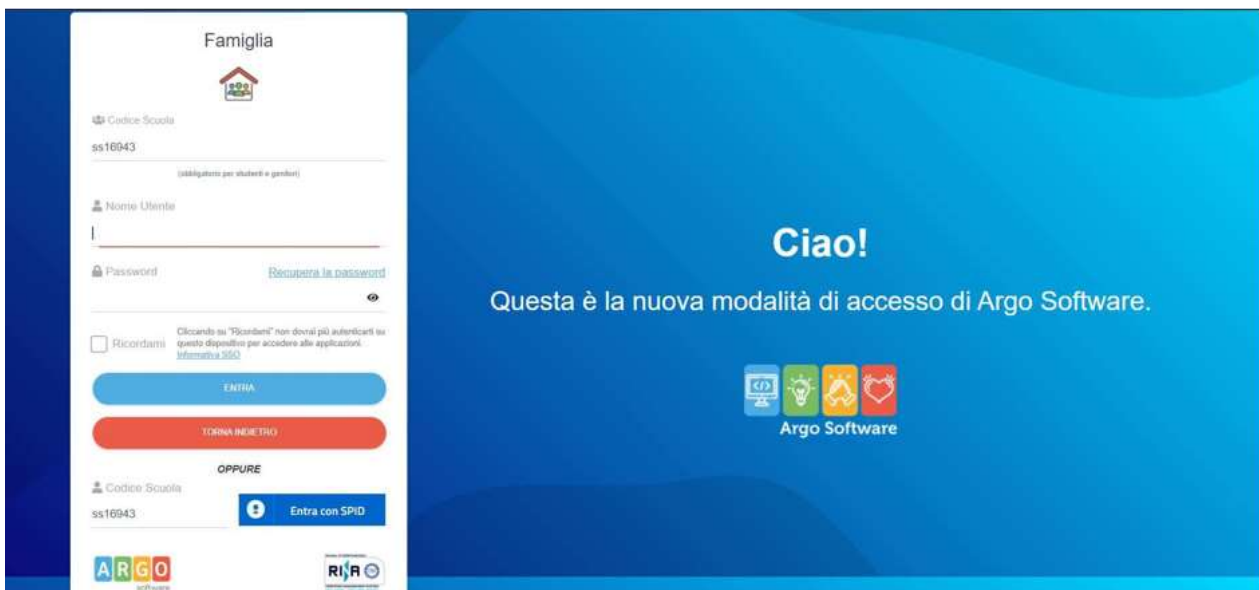 Famiglia
Codice Scuola
ss16943
(obbligatorio per studenti e genitori)
Nome Utente
Password
Recupera la password
Ricordami
Cliccando su "Ricordami" non dovrai più autenticarti su
questo dispositivo per accedere alle applicazioni.
Informativa SSO
ENTRA
TORNA INDIETRO
OPPURE
Codice Scuola
ss16943
Entra con SPID
ARGO
software
RINA
Ciao!
Questa è la nuova modalità di accesso di Argo Software.
Argo Software